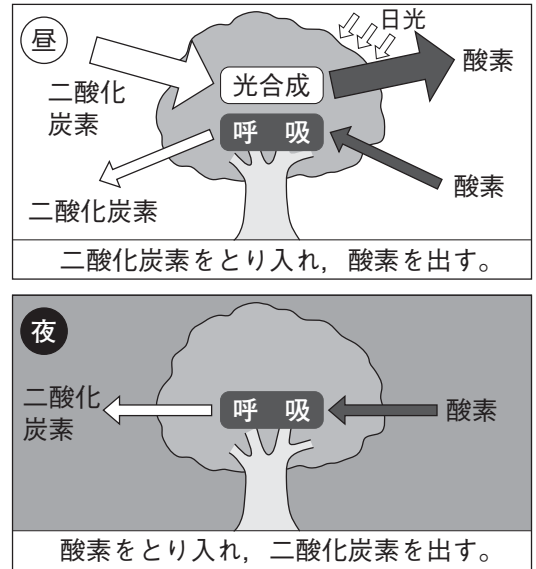 昼
日光
二酸化
炭素
光合成
酸素
呼 吸
二酸化炭素
酸素
二酸化炭素をとり入れ，酸素を出す。
夜
二酸化
炭素
呼 吸
酸素
酸素をとり入れ，二酸化炭素を出す。